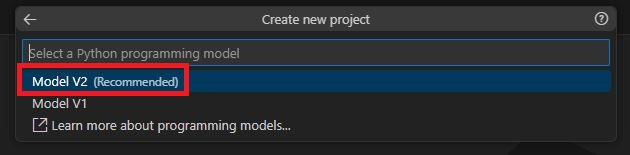 Create new project
Select a Python programming model
Model V2 (Recommended)
Model V1
Learn more about programming models...